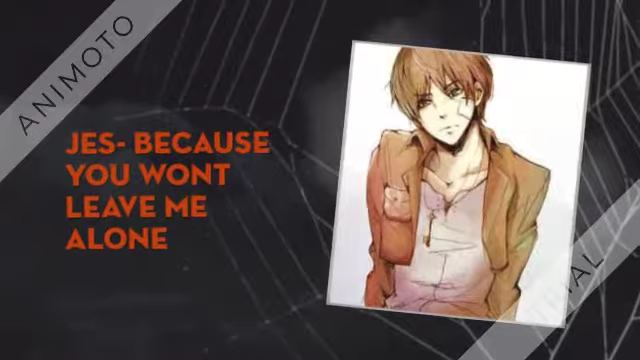 ANIMOTO
JES- BECAUSE
YOU WONT
LEAVE ME
ALONE